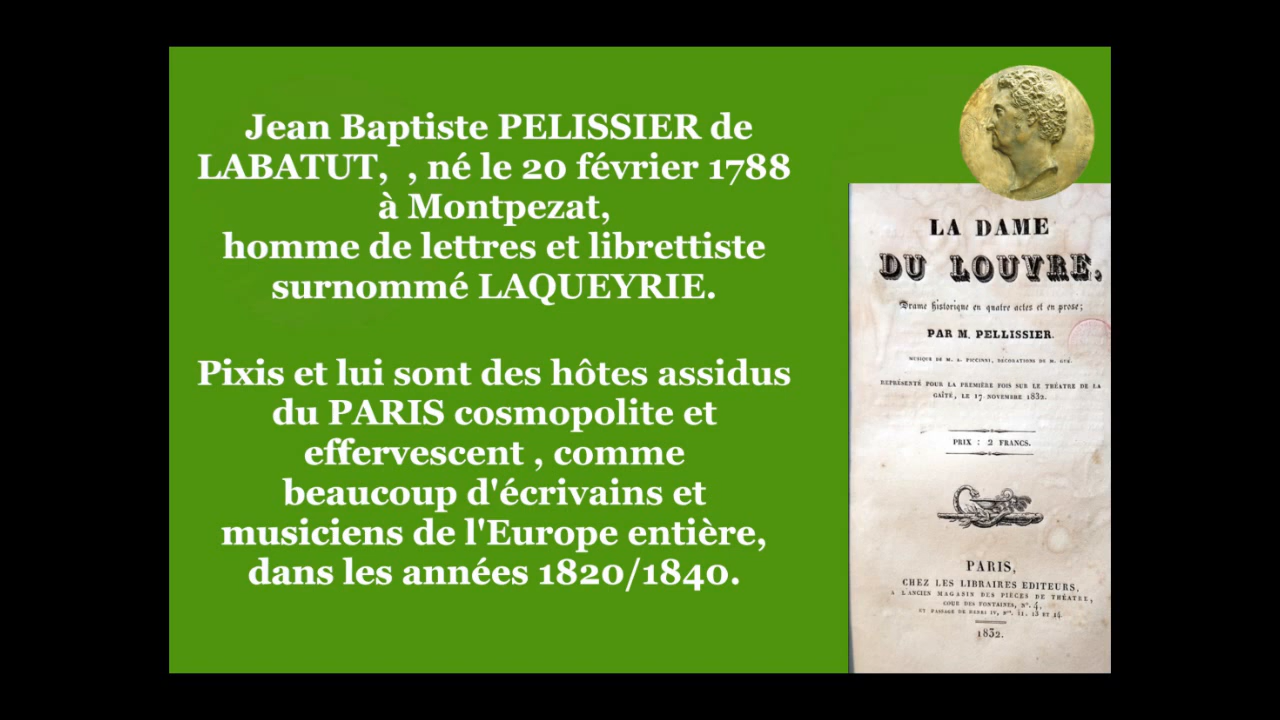 Jean Baptiste PELISSIER de
LABATUT,  , né le 20 février 1788
à Montpezat,
homme de lettres et librettiste
surnommé LAQUEYRIE.
Pixis et lui sont des hôtes assidus
du PARIS cosmopolite et
effervescent , comme
beaucoup d'écrivains et
musiciens de l'Europe entière,
dans les années 1820/1840.
LA DAME
DU LOUVRE,
Drame historique en quatre actes et en prose;
PAR M. PELLISSIER.
MUSIQUE DE M. A. PICCINNI, DÉCORATIONS DE M. GUÉ.
REPRÉSENTÉ POUR LA PREMIÈRE FOIS SUR LE THÉATRE DE LA
GAÎTÉ, LE 17 NOVEMBRE 1832.
PRIX : 2 FRANCS.
PARIS,
CHEZ LES LIBRAIRES EDITEURS,
A L'ANCIEN MAGASIN DES PIÈCES DE THÉATRE,
COUR DES FONTAINES, N°. 4,
ET PASSAGE DE HENRI IV, Nos. 11, 13 ET 14.
1832.